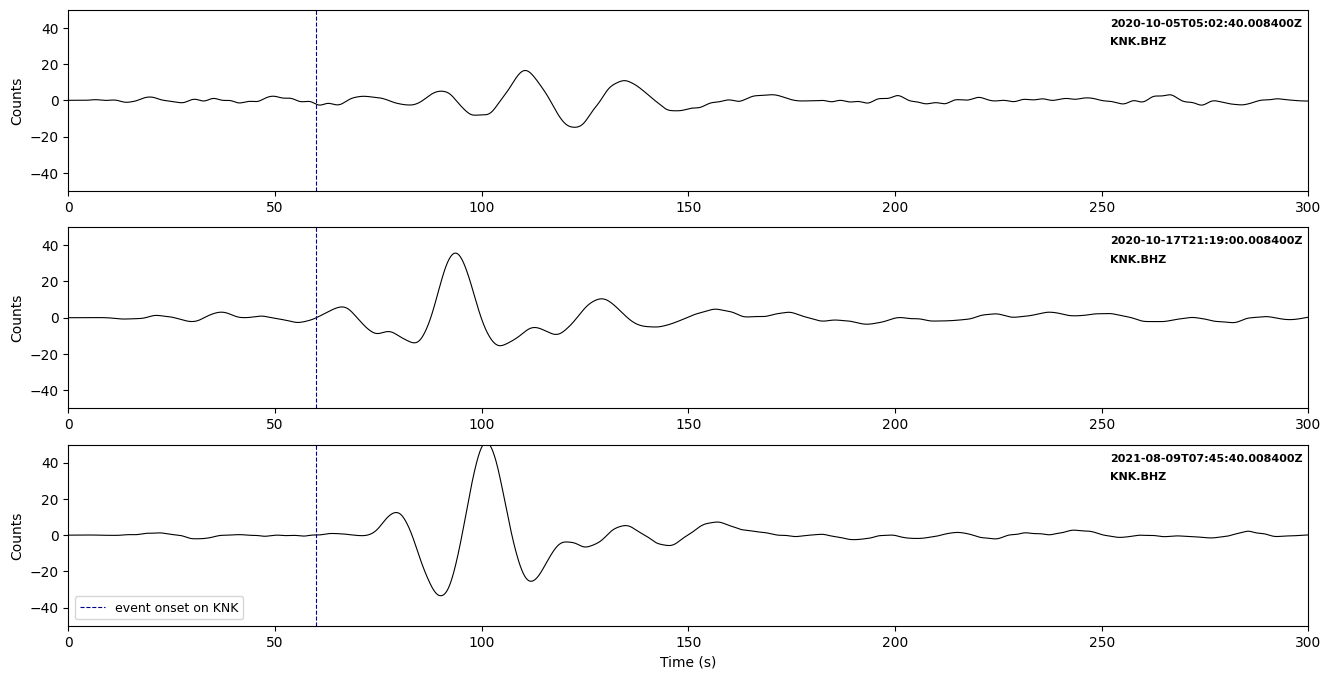 40
20
0
−20
−40
Counts
2020-10-05T05:02:40.008400Z
KNK.BHZ
0 50 100 150 200 250 300
40
20
0
−20
−40
Counts
2020-10-17T21:19:00.008400Z
KNK.BHZ
0 50 100 150 200 250 300
40
20
0
−20
−40
Counts
2021-08-09T07:45:40.008400Z
KNK.BHZ
event onset on KNK
0 50 100 150 200 250 300
Time (s)